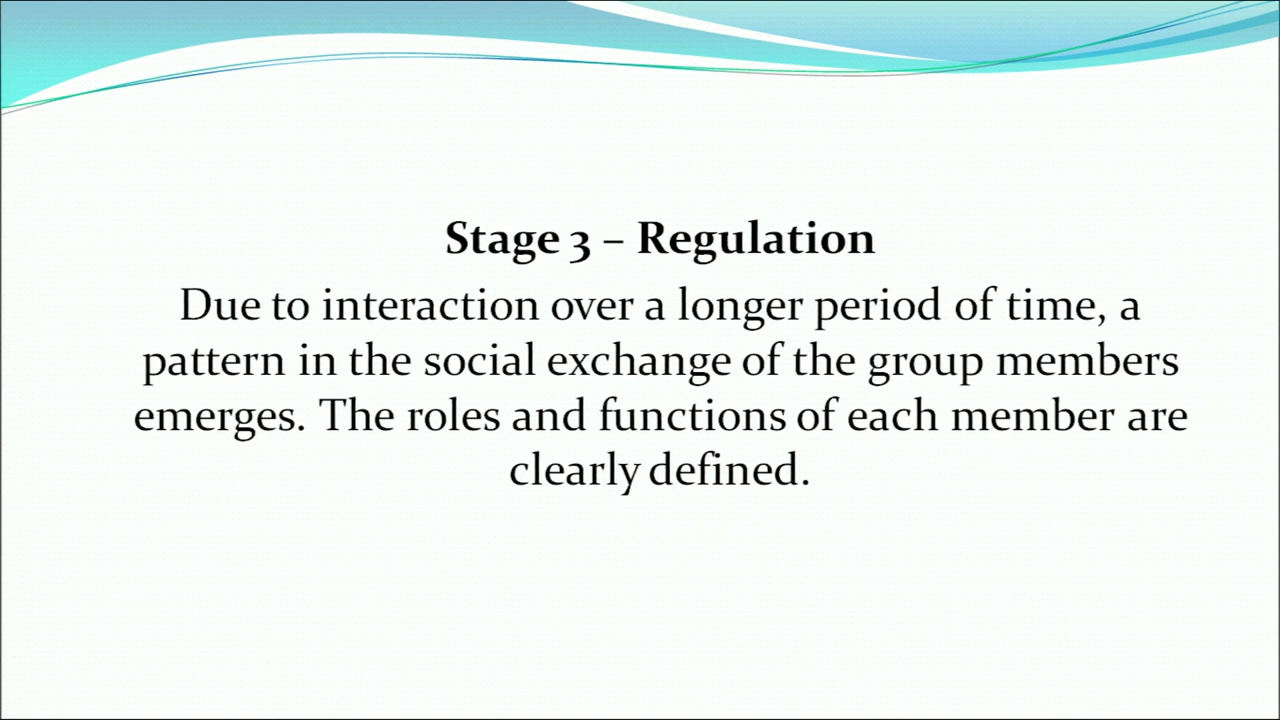 Stage 3 – Regulation
Due to interaction over a longer period of time, a
pattern in the social exchange of the group members
emerges. The roles and functions of each member are
clearly defined.